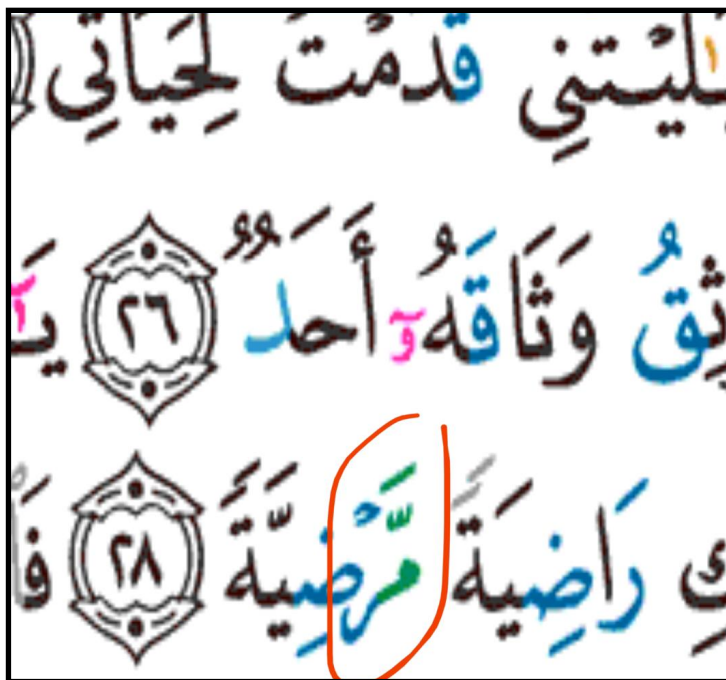 يَٰلَيْتَنِي قَدَّمْتُ لِحَيَاتِي
وَثَاقَهُۥٓ أَحَدٌ ٢٦
رَاضِيَةً مَّرْضِيَّةً ٢٨